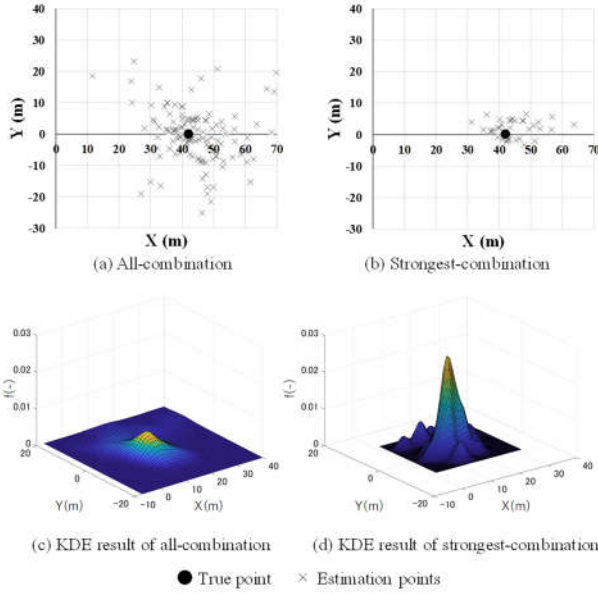 40 40
30 30
20 20
10 10
Y (m) 0 Y (m) 0
0 10 20 30 40 50 60 70 0 10 20 30 40 50 60 70
-10 -10
-20 -20
-30 -30
X (m) X (m)
(a) All-combination (b) Strongest-combination
0.03 0.03
0.02 0.02
f(-) f(-)
0.01 0.01
0 0
20 40 20 40
30 30
0 20 0 20
Y(m) 10 X(m) Y(m) 10 X(m)
0 0
-20 -10 -20 -10
(c) KDE result of all-combination (d) KDE result of strongest-combination
True point Estimation points